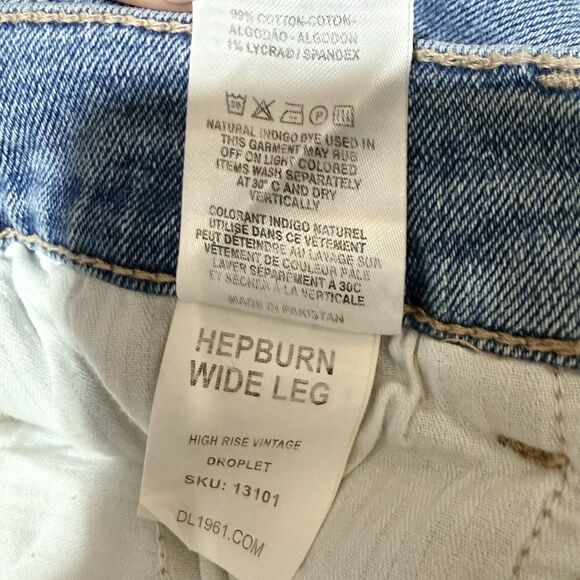 99% COTTON-COTON-
ALGODÃO - ALGODON
1% LYCRA®/ SPANDEX
30 P
NATURAL INDIGO DYE USED IN
THIS GARMENT MAY RUB
OFF ON LIGHT COLORED
ITEMS WASH SEPARATELY
AT 30° C AND DRY
VERTICALLY
COLORANT INDIGO NATUREL
UTILISÉ DANS CE VÊTEMENT
PEUT DÉTEINDRE AU LAVAGE SUR
VETEMENT DE COULEUR PALE
LAVER SÉPARÉMENT À 30C
ET SÉCHER À LA VERTICALE
MADE IN PAKISTAN
HEPBURN
WIDE LEG
HIGH RISE VINTAGE
DROPLET
SKU: 13101
DL1961.COM